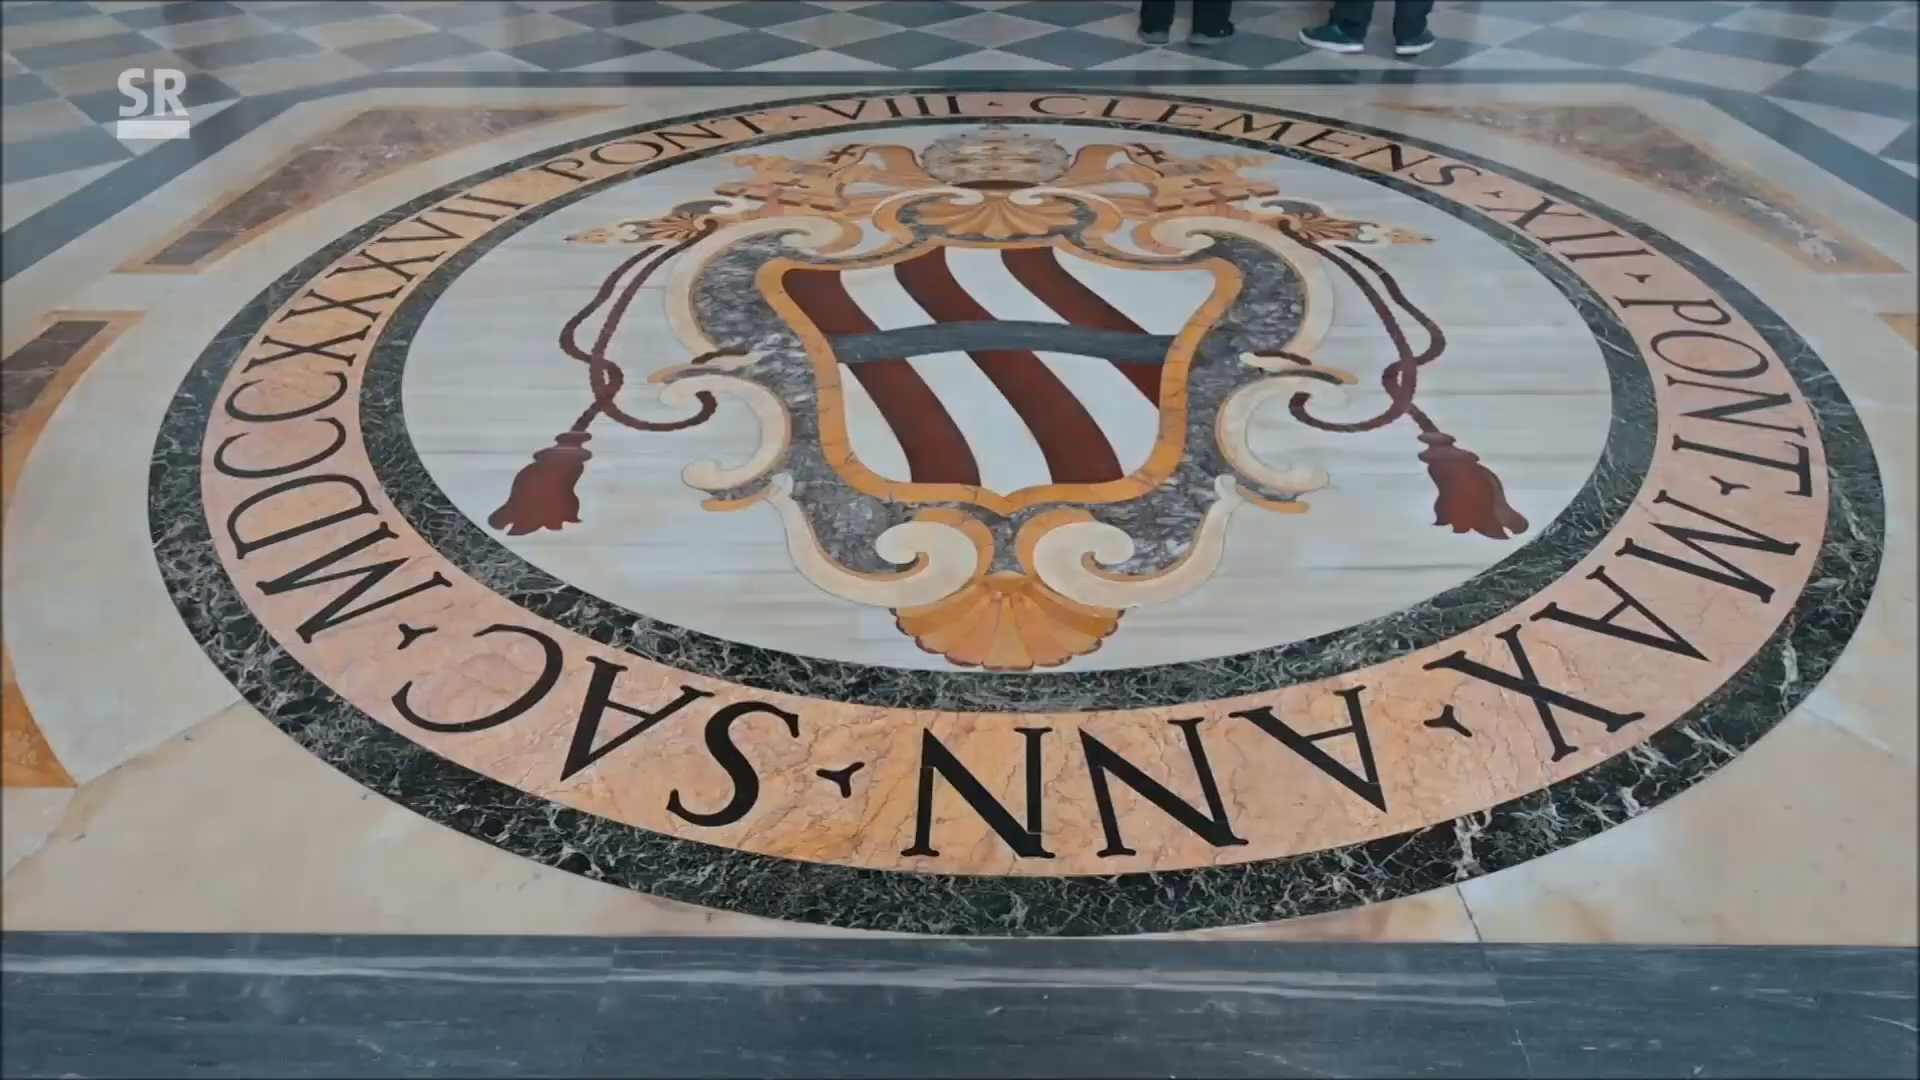 SR
CLEMENS · XII · PONT · MAX · ANN · SAC · MDCCXXXVII PONT · VIII ·